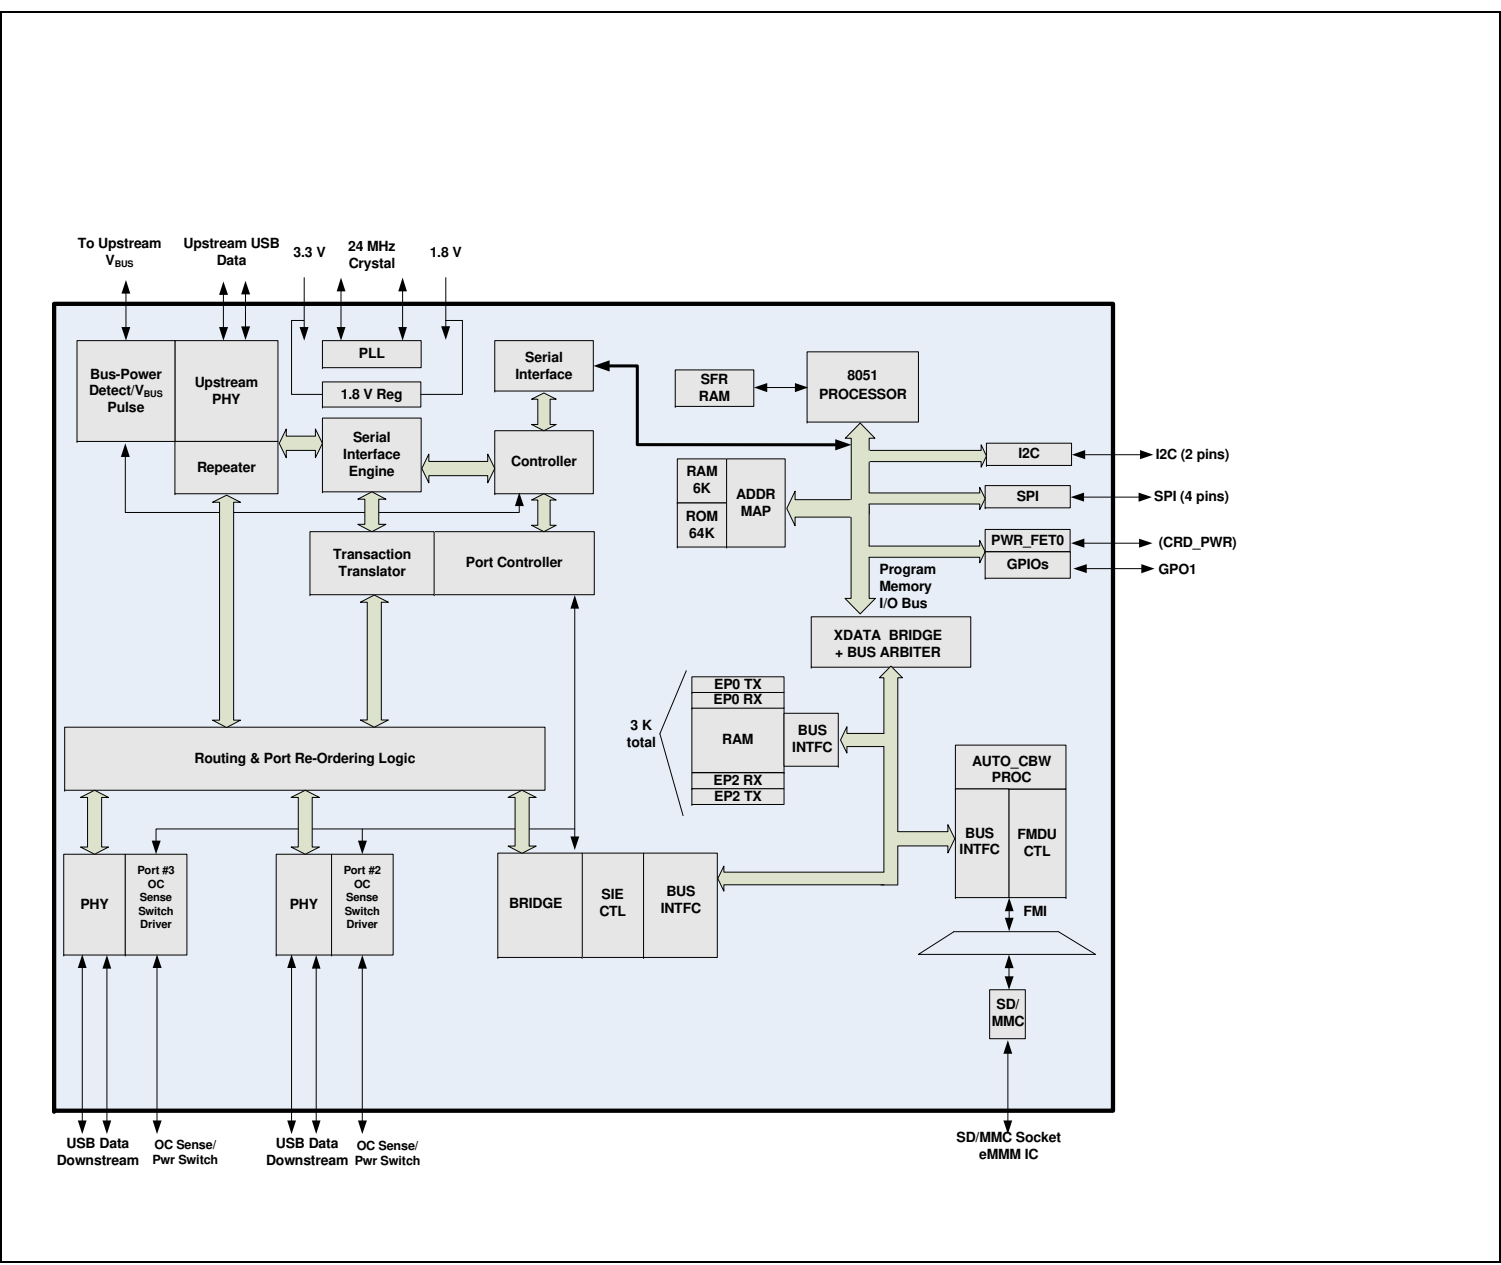 To Upstream
VBUS
Upstream USB
Data
3.3 V
24 MHz
Crystal
1.8 V
Bus-Power
Detect/VBUS
Pulse
Upstream
PHY
Repeater
PLL
1.8 V Reg
Serial
Interface
Serial
Interface
Engine
Controller
Transaction
Translator
Port Controller
SFR
RAM
8051
PROCESSOR
RAM
6K
ROM
64K
ADDR
MAP
I2C
I2C (2 pins)
SPI
SPI (4 pins)
PWR_FET0
(CRD_PWR)
GPIOs
GPO1
Program
Memory
I/O Bus
XDATA BRIDGE
+ BUS ARBITER
3 K
total
EP0 TX
EP0 RX
RAM
EP2 RX
EP2 TX
BUS
INTFC
Routing & Port Re-Ordering Logic
AUTO_CBW
PROC
BUS
INTFC
FMDU
CTL
FMI
PHY
Port #3
OC
Sense
Switch
Driver
PHY
Port #2
OC
Sense
Switch
Driver
BRIDGE
SIE
CTL
BUS
INTFC
SD/
MMC
USB Data
Downstream
OC Sense/
Pwr Switch
USB Data
Downstream
OC Sense/
Pwr Switch
SD/MMC Socket
eMMM IC